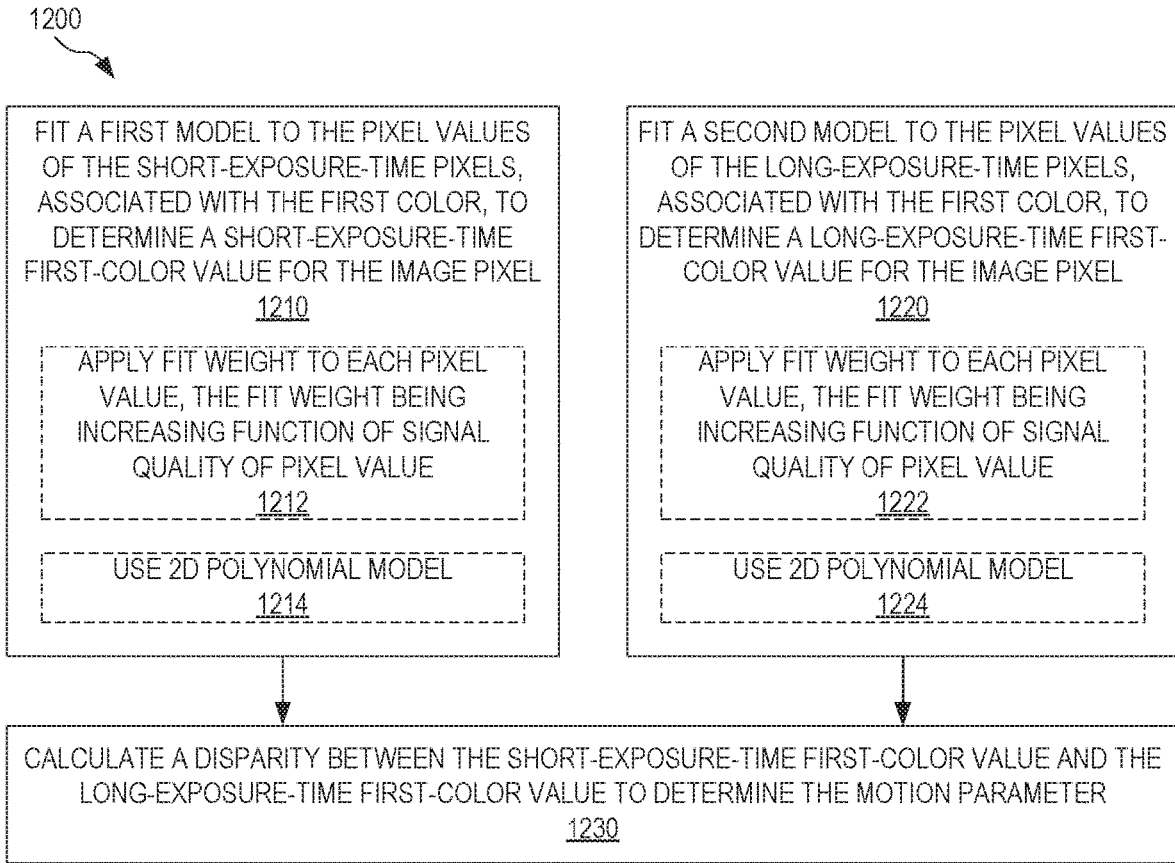 1200
FIT A FIRST MODEL TO THE PIXEL VALUES
OF THE SHORT-EXPOSURE-TIME PIXELS,
ASSOCIATED WITH THE FIRST COLOR, TO
DETERMINE A SHORT-EXPOSURE-TIME
FIRST-COLOR VALUE FOR THE IMAGE PIXEL
1210
APPLY FIT WEIGHT TO EACH PIXEL
VALUE, THE FIT WEIGHT BEING
INCREASING FUNCTION OF SIGNAL
QUALITY OF PIXEL VALUE
1212
USE 2D POLYNOMIAL MODEL
1214
FIT A SECOND MODEL TO THE PIXEL VALUES
OF THE LONG-EXPOSURE-TIME PIXELS,
ASSOCIATED WITH THE FIRST COLOR, TO
DETERMINE A LONG-EXPOSURE-TIME FIRST-
COLOR VALUE FOR THE IMAGE PIXEL
1220
APPLY FIT WEIGHT TO EACH PIXEL
VALUE, THE FIT WEIGHT BEING
INCREASING FUNCTION OF SIGNAL
QUALITY OF PIXEL VALUE
1222
USE 2D POLYNOMIAL MODEL
1224
CALCULATE A DISPARITY BETWEEN THE SHORT-EXPOSURE-TIME FIRST-COLOR VALUE AND THE
LONG-EXPOSURE-TIME FIRST-COLOR VALUE TO DETERMINE THE MOTION PARAMETER
1230